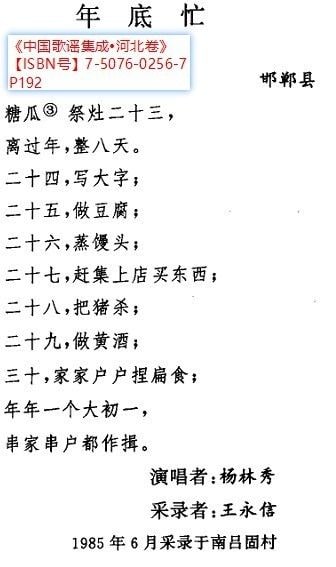 年底忙
《中国歌谣集成•河北卷》
【ISBN号】7-5076-0256-7
P192
邯郸县
糖瓜③ 祭灶二十三，
离过年，整八天。
二十四，写大字；
二十五，做豆腐；
二十六，蒸馒头；
二十七，赶集上店买东西；
二十八，把猪杀；
二十九，做黄酒；
三十，家家户户捏扁食；
年年一个大初一，
串家串户都作揖。
演唱者：杨林秀
采录者：王永信
1985年6月采录于南吕固村